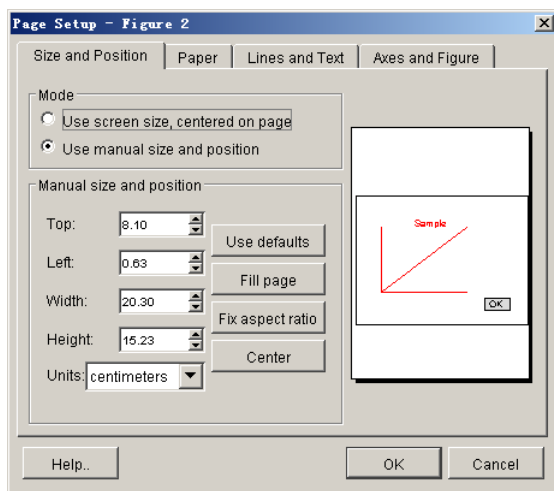 Page Setup - Figure 2
Size and Position Paper Lines and Text Axes and Figure
Mode
Use screen size, centered on page
Use manual size and position
Manual size and position
Top: 8.10
Use defaults
Left: 0.63
Fill page
Width: 20.30
Fix aspect ratio
Height: 15.23
Center
Units: centimeters
Sample
OK
Help.. OK Cancel